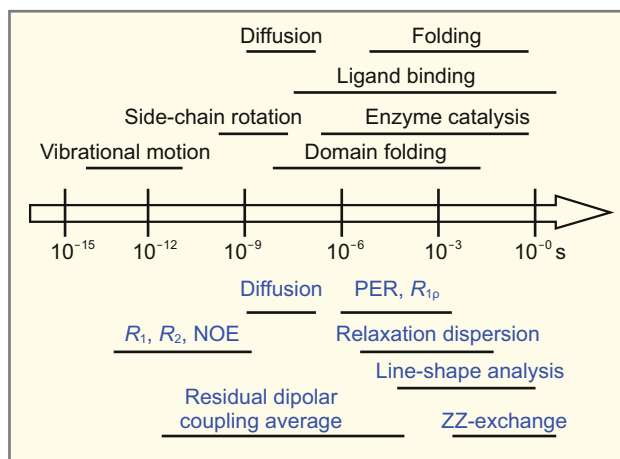 Diffusion Folding
Ligand binding
Side-chain rotation Enzyme catalysis
Vibrational motion Domain folding
10⁻¹⁵ 10⁻¹² 10⁻⁹ 10⁻⁶ 10⁻³ 10⁻⁰ s
Diffusion PER, R₁ρ
R₁, R₂, NOE Relaxation dispersion
Line-shape analysis
Residual dipolar
coupling average ZZ-exchange